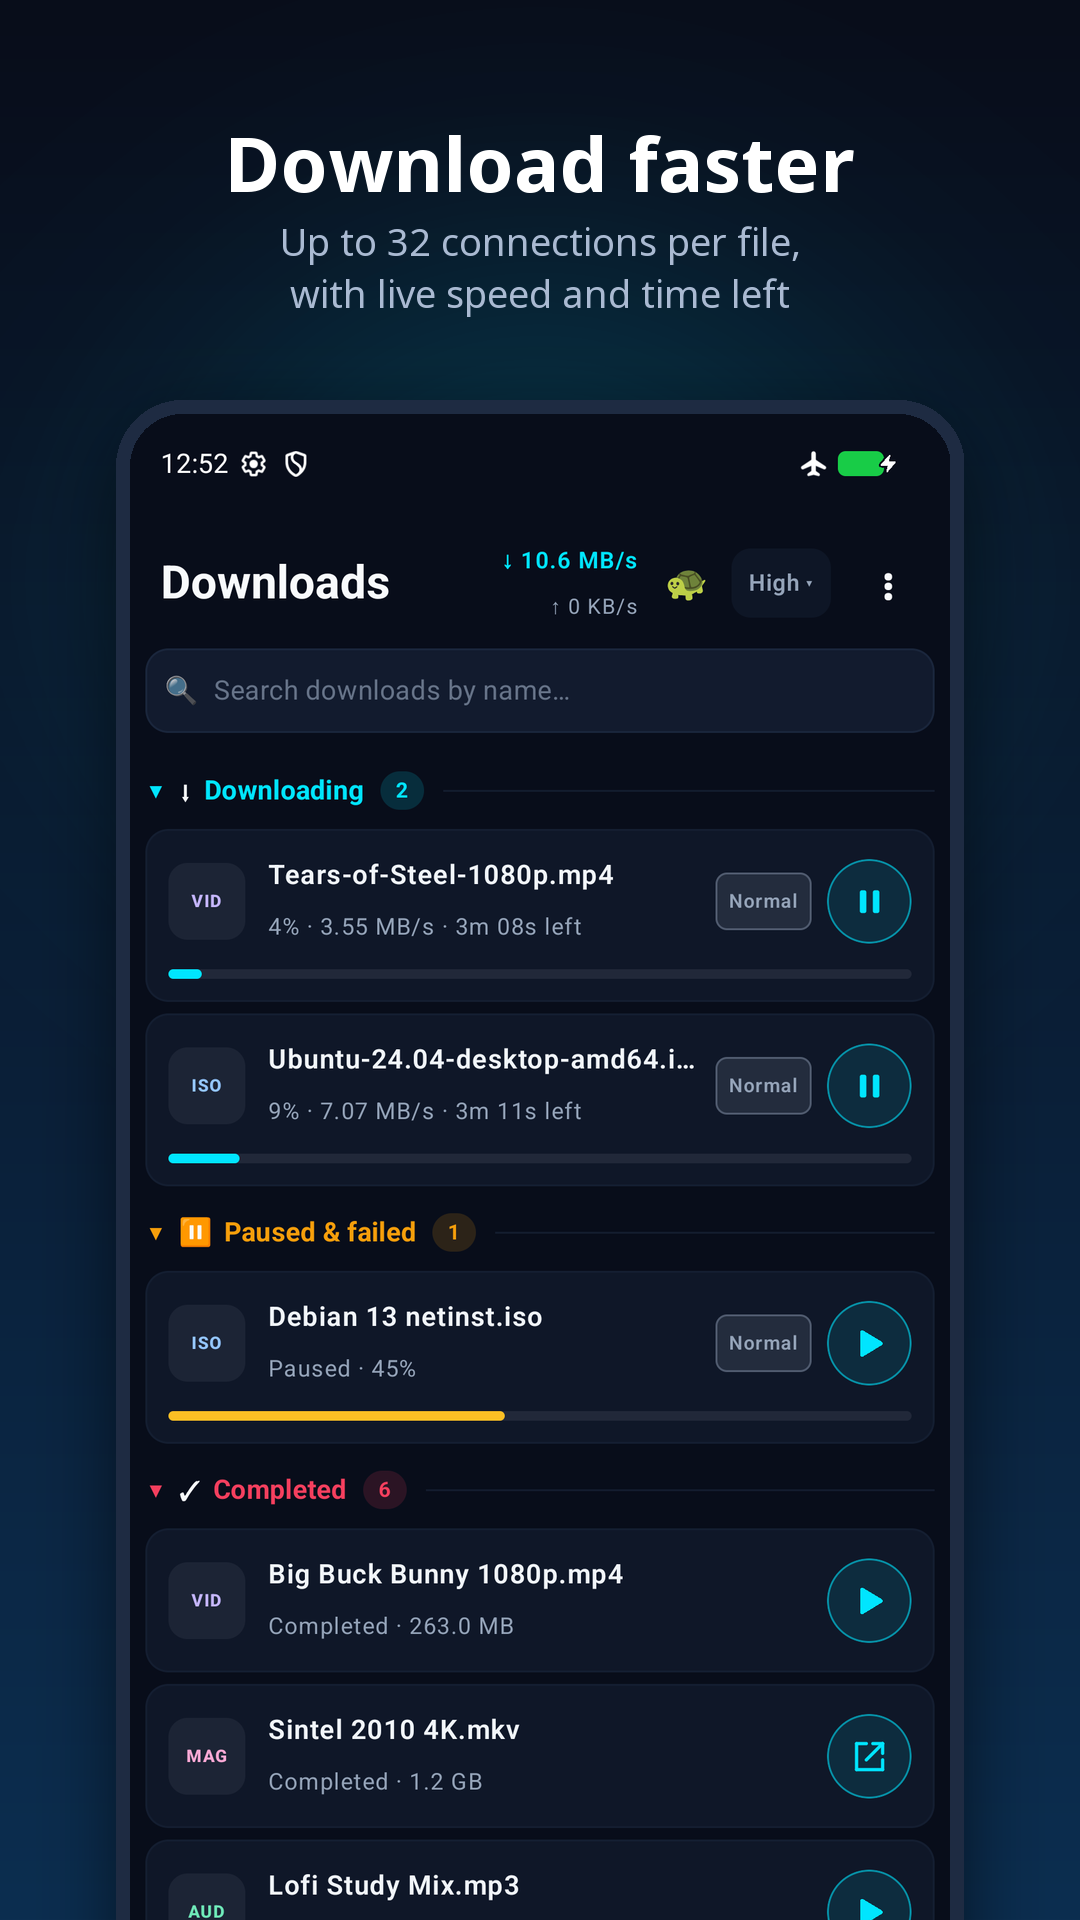 Download faster
Up to 32 connections per file,
with live speed and time left
12:52
Downloads
↓ 10.6 MB/s
↑ 0 KB/s
High ▾
Search downloads by name…
▼ ↓ Downloading 2
VID
Tears-of-Steel-1080p.mp4
4% · 3.55 MB/s · 3m 08s left
Normal
ISO
Ubuntu-24.04-desktop-amd64.i…
9% · 7.07 MB/s · 3m 11s left
Normal
▼ Paused & failed 1
ISO
Debian 13 netinst.iso
Paused · 45%
Normal
▼ ✓ Completed 6
VID
Big Buck Bunny 1080p.mp4
Completed · 263.0 MB
MAG
Sintel 2010 4K.mkv
Completed · 1.2 GB
AUD
Lofi Study Mix.mp3